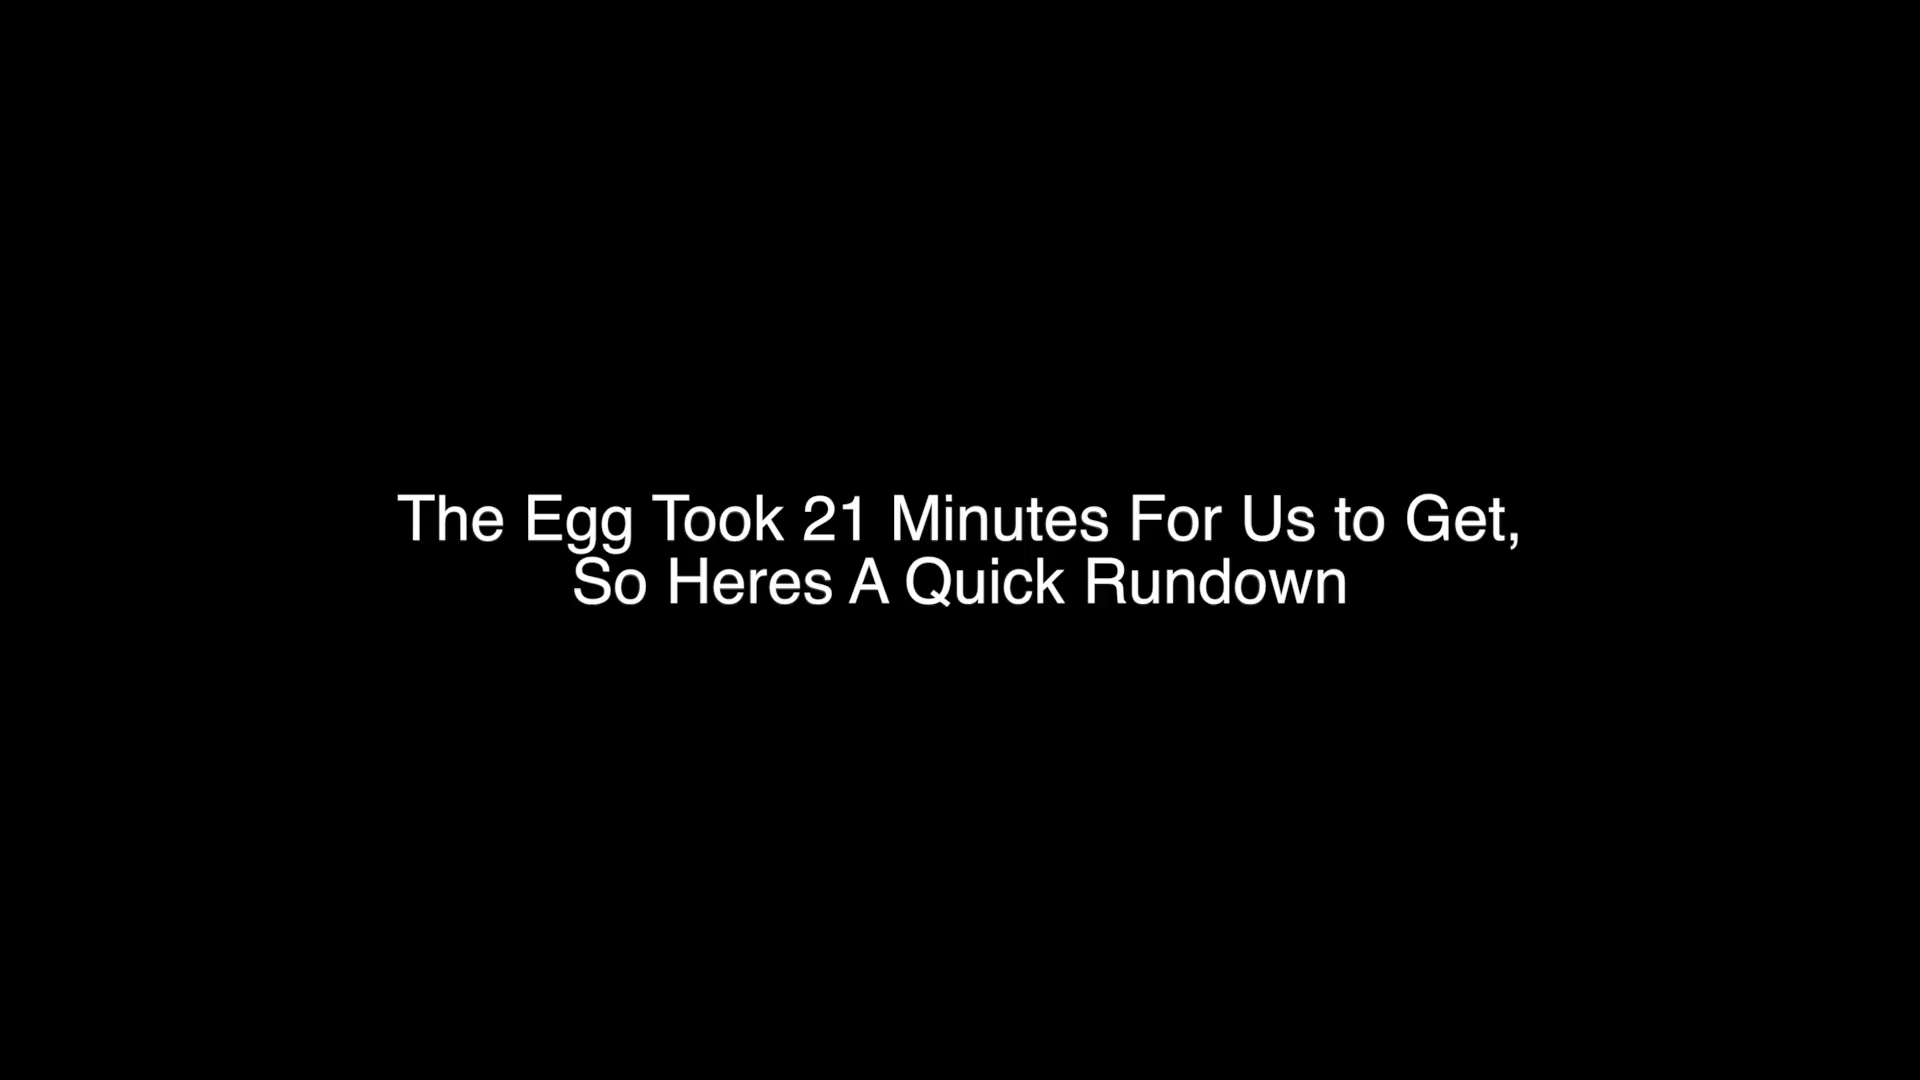 The Egg Took 21 Minutes For Us to Get,
So Heres A Quick Rundown